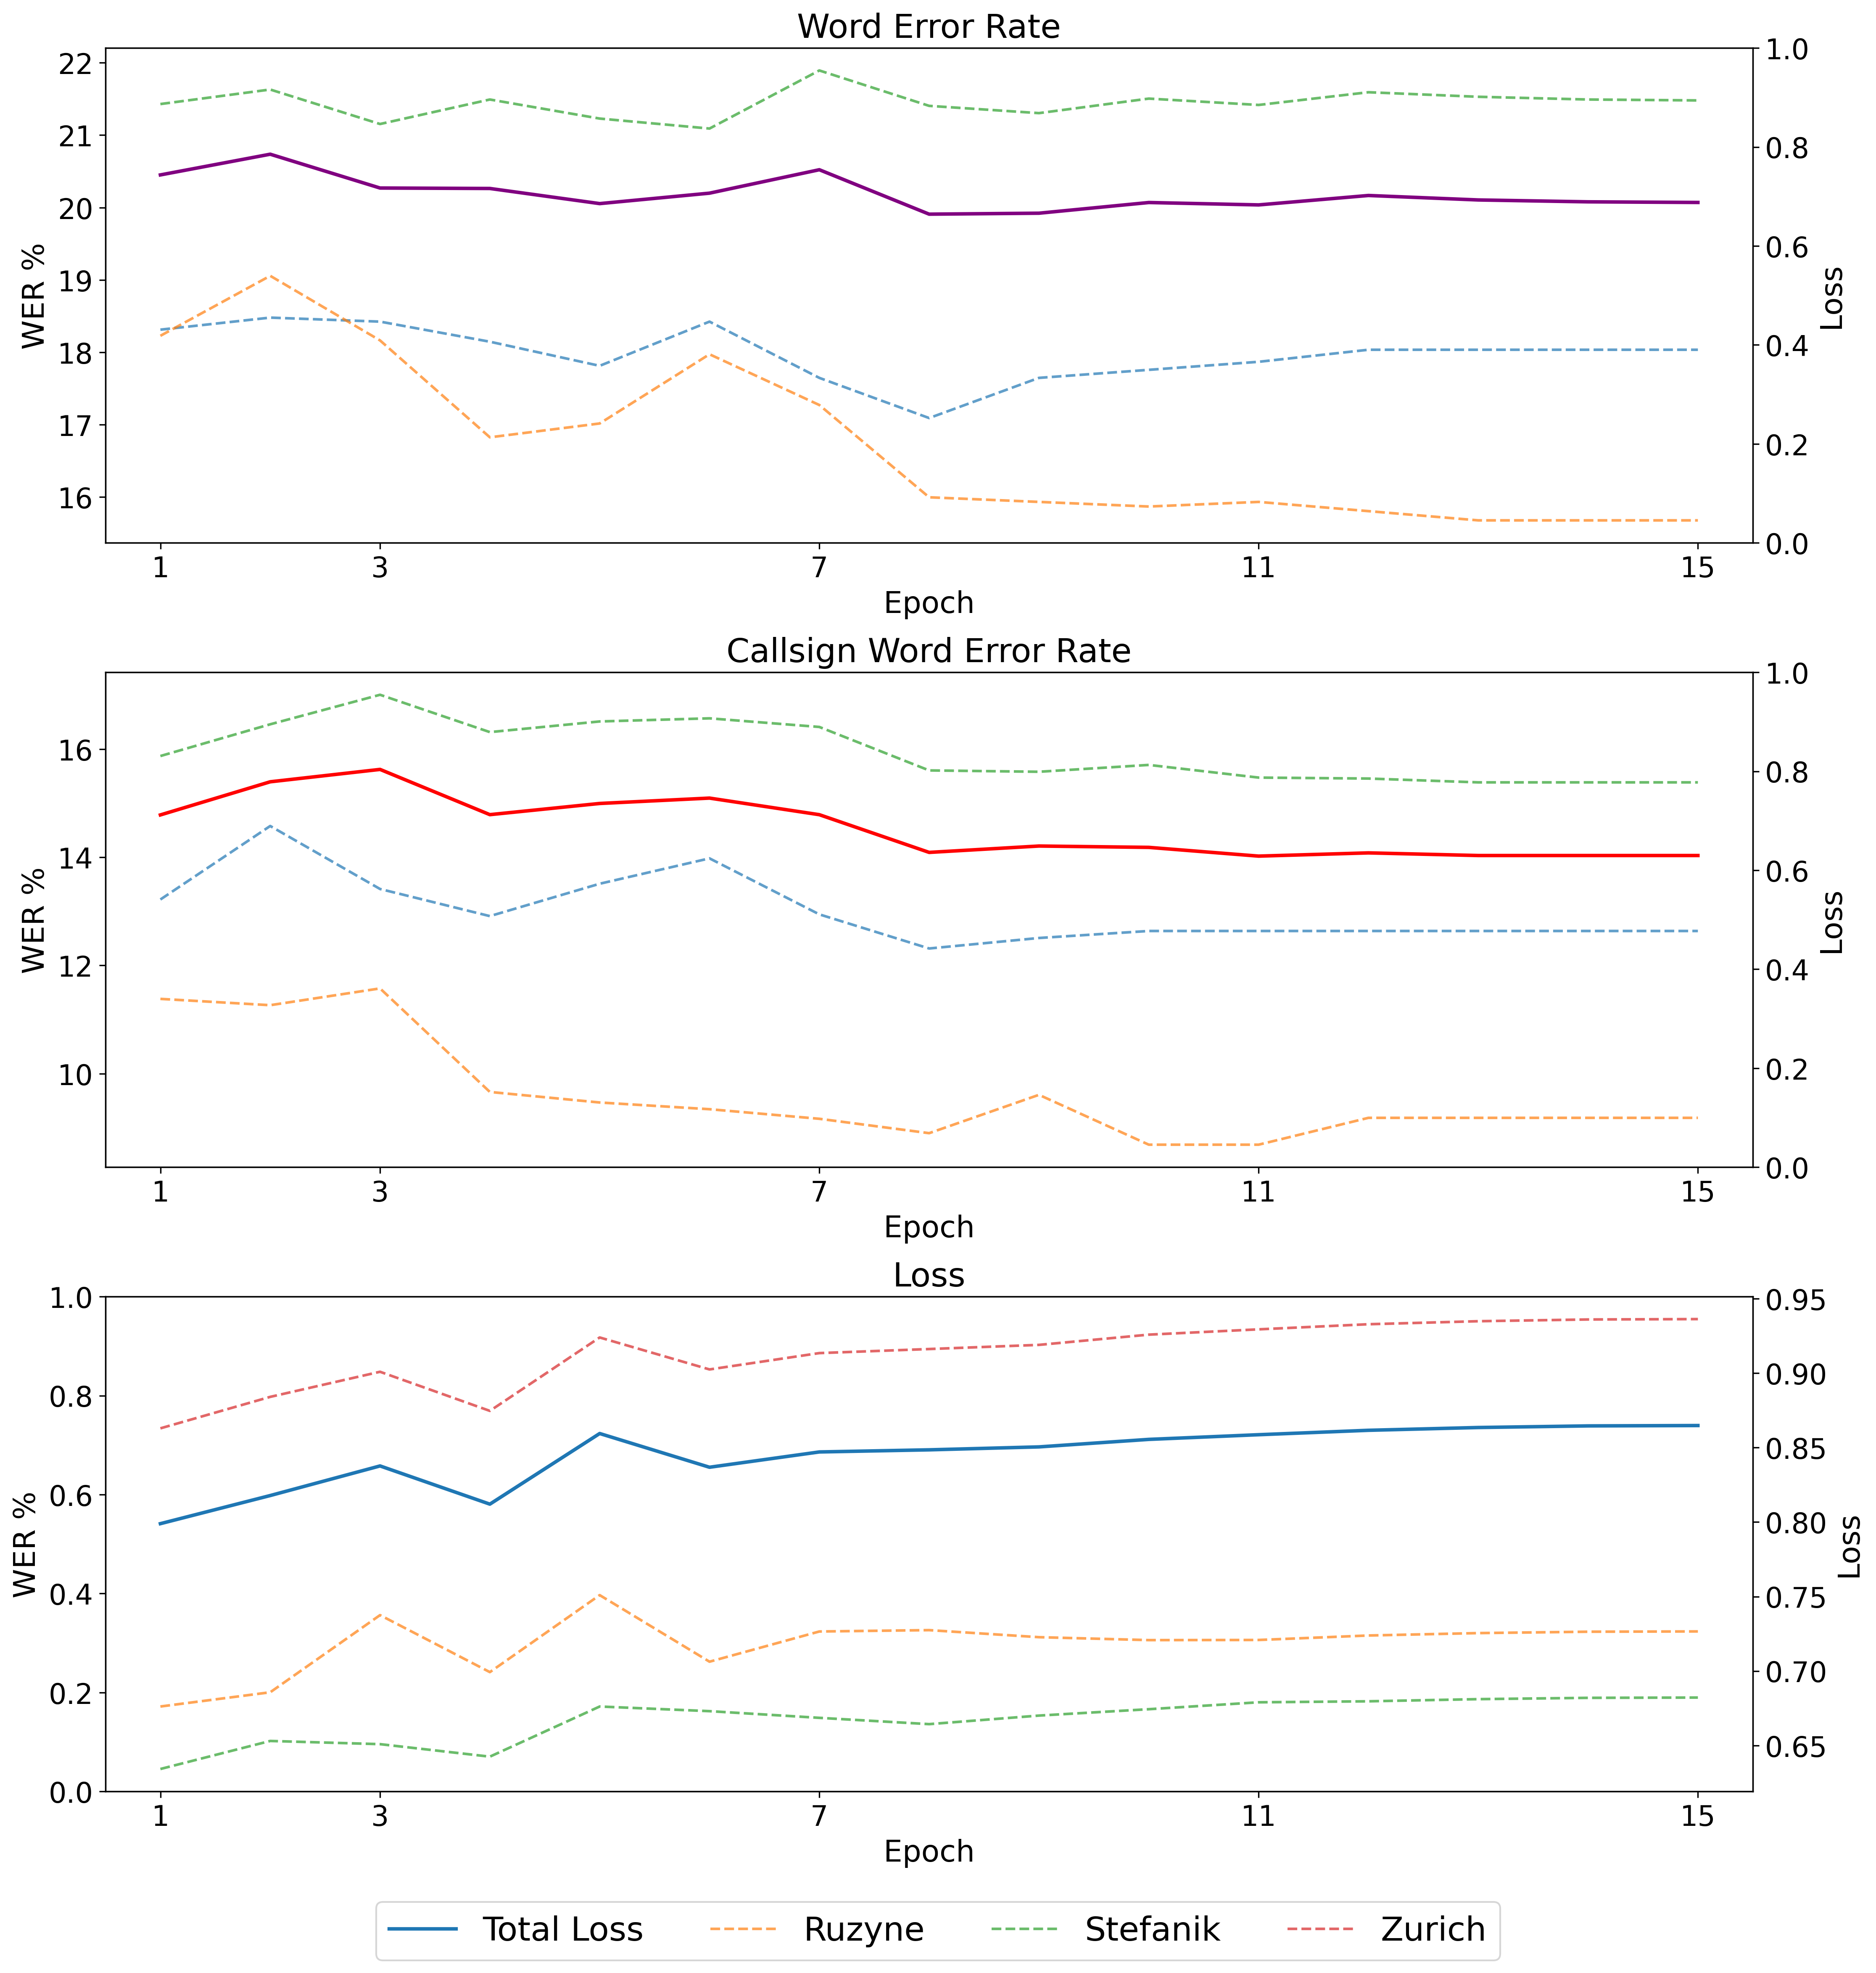 Word Error Rate
22
21
20
19
18
17
16
WER %
1.0
0.8
0.6
0.4
0.2
0.0
Loss
1 3 7 11 15
Epoch
Callsign Word Error Rate
16
14
12
10
WER %
1.0
0.8
0.6
0.4
0.2
0.0
Loss
1 3 7 11 15
Epoch
Loss
1.0
0.8
0.6
0.4
0.2
0.0
WER %
0.95
0.90
0.85
0.80
0.75
0.70
0.65
Loss
1 3 7 11 15
Epoch
Total Loss Ruzyne Stefanik Zurich